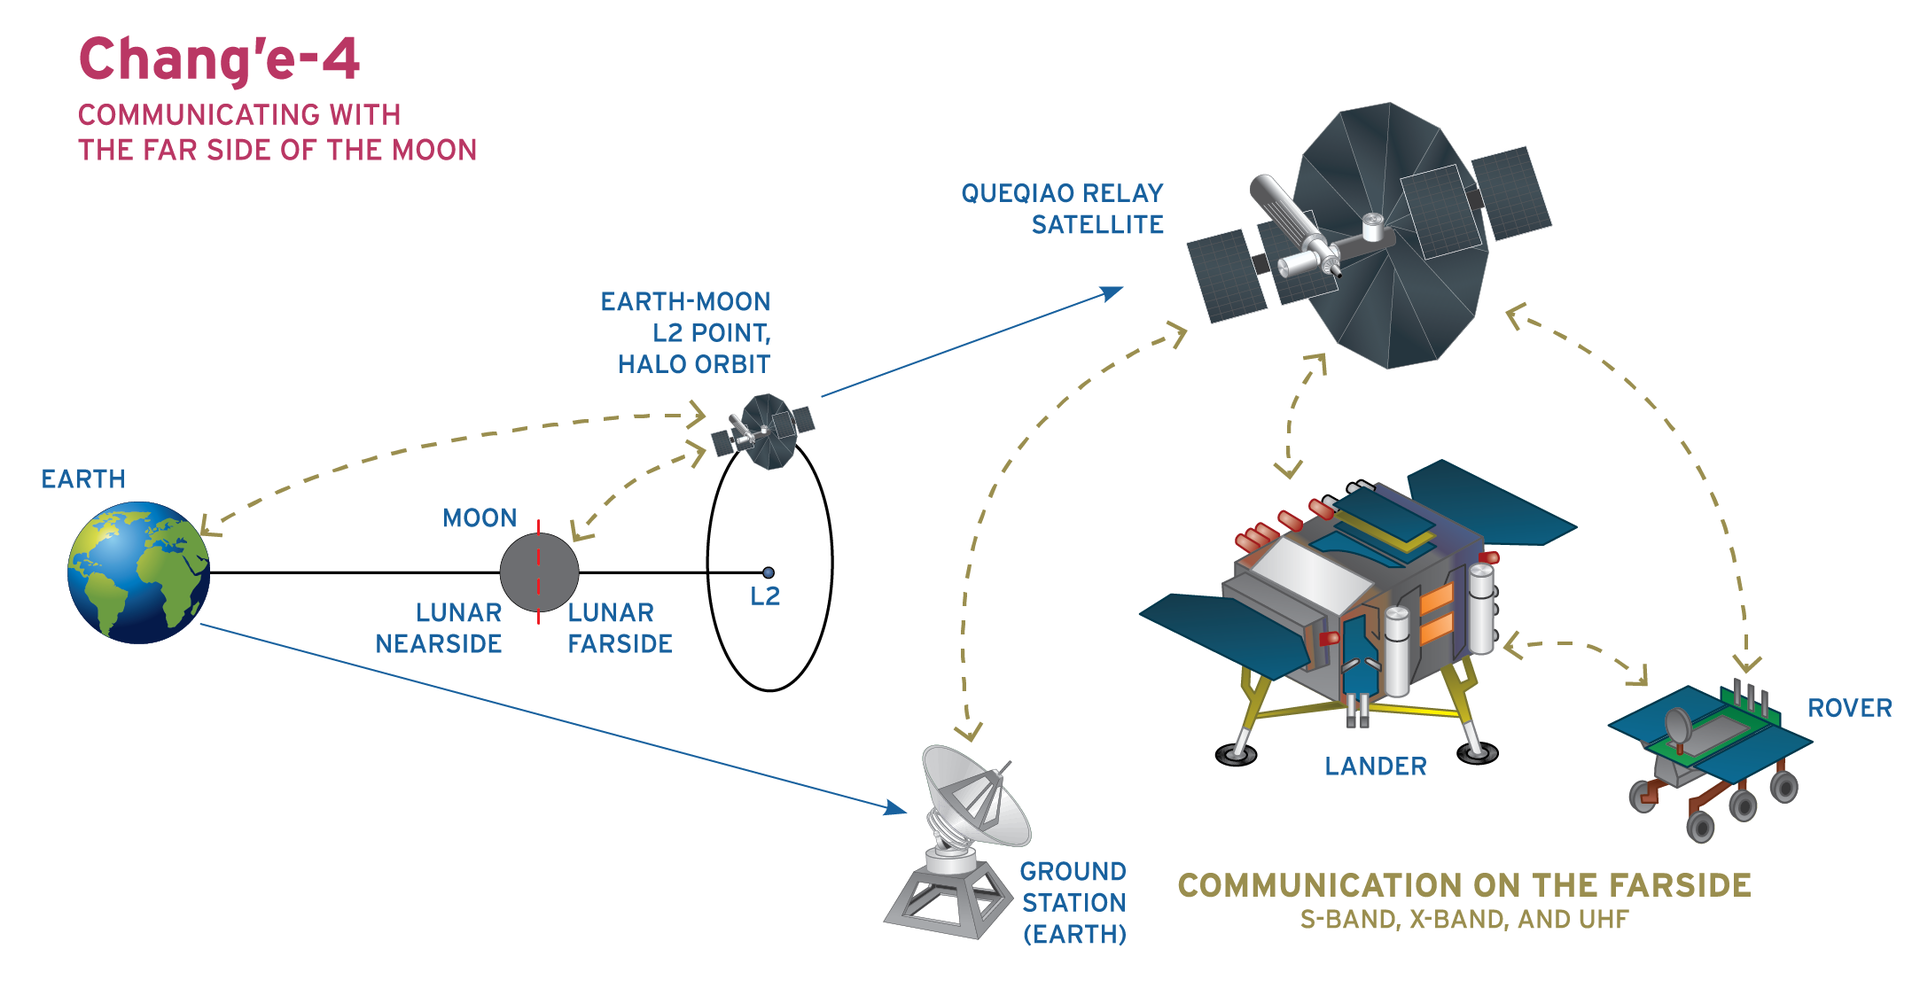 Chang'e-4
COMMUNICATING WITH
THE FAR SIDE OF THE MOON
QUEQIAO RELAY
SATELLITE
EARTH-MOON
L2 POINT,
HALO ORBIT
EARTH
MOON
L2
LUNAR
NEARSIDE
LUNAR
FARSIDE
ROVER
LANDER
GROUND
STATION
(EARTH)
COMMUNICATION ON THE FARSIDE
S-BAND, X-BAND, AND UHF